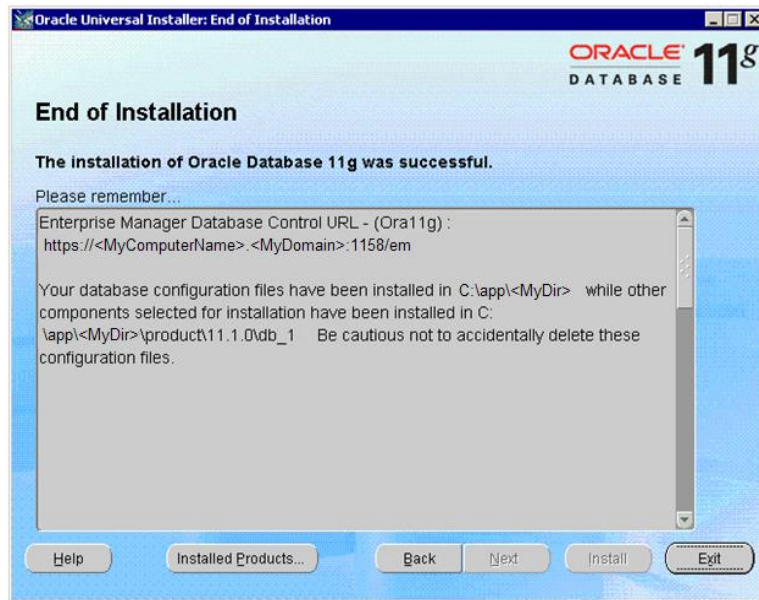 Oracle Universal Installer: End of Installation
ORACLE
DATABASE 11g
End of Installation
The installation of Oracle Database 11g was successful.
Please remember...
Enterprise Manager Database Control URL - (Ora11g) :
https://<MyComputerName>.<MyDomain>:1158/em
Your database configuration files have been installed in C:\app\<MyDir> while other
components selected for installation have been installed in C:
\app\<MyDir>\product\11.1.0\db_1 Be cautious not to accidentally delete these
configuration files.
Help Installed Products... Back Next Install Exit